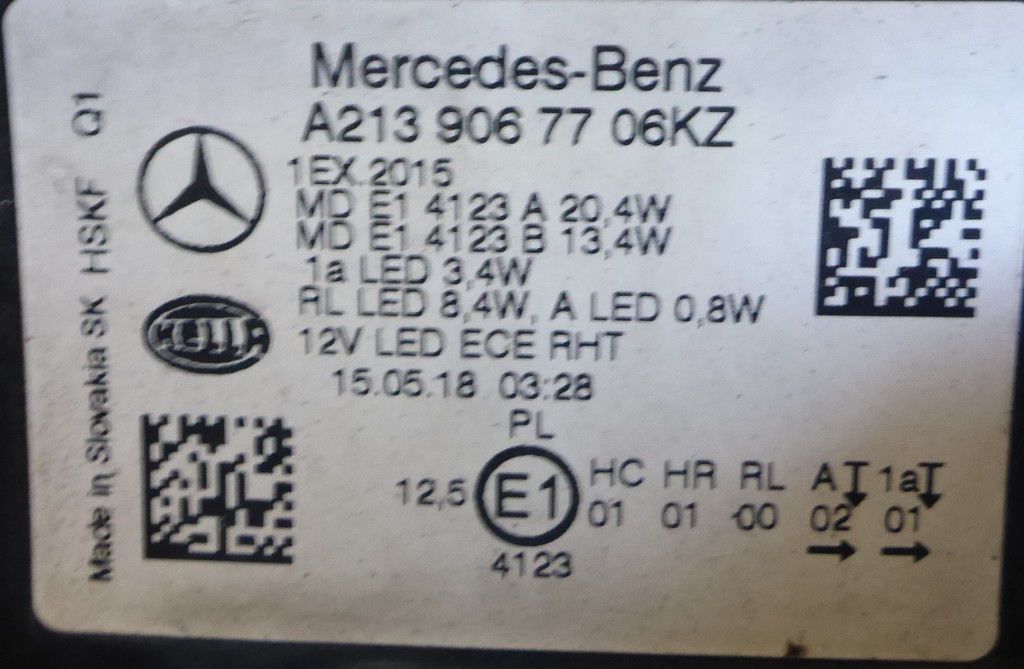 Mercedes-Benz
A213 906 77 06KZ
1EX.2015
MD E1 4123 A 20,4W
MD E1 4123 B 13,4W
1a LED 3,4W
RL LED 8,4W, A LED 0,8W
12V LED ECE RHT
15.05.18 03:28
PL
12,5 E1 HC HR RL A 1a
01 01 00 02 01
4123
HELLA
Made in Slovakia SK HSKF Q1